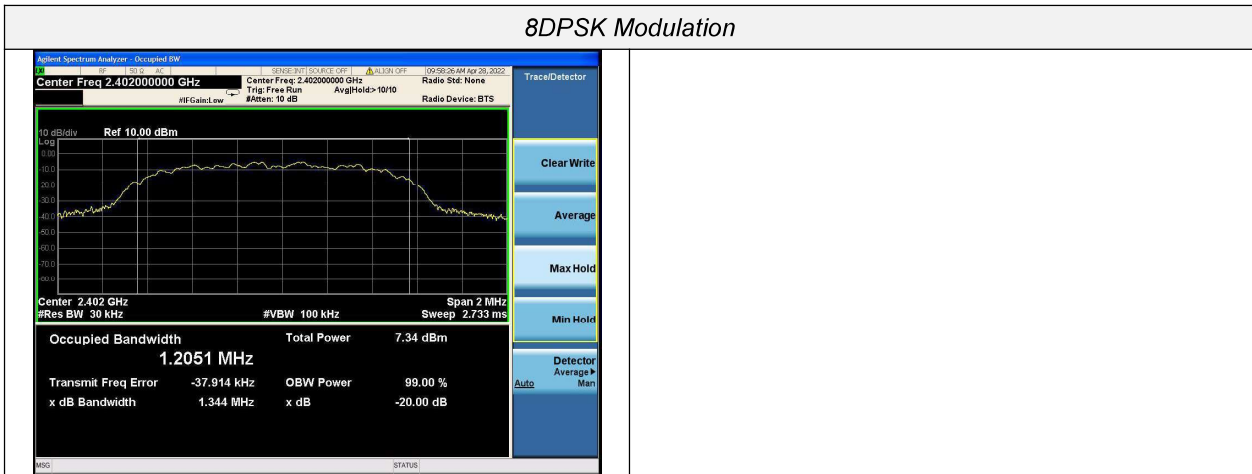 8DPSK Modulation
Agilent Spectrum Analyzer - Occupied BW
RF 50 Ω AC SENSE:INT SOURCE OFF ALIGN OFF 09:58:26 AM Apr 28, 2022
Center Freq 2.402000000 GHz Center Freq: 2.402000000 GHz Radio Std: None Trace/Detector
Trig: Free Run Avg|Hold:> 10/10
#IFGain:Low #Atten: 10 dB Radio Device: BTS
10 dB/div Ref 10.00 dBm
Log
0.00
-10.0
-20.0
-30.0
-40.0
-50.0
-60.0
-70.0
-80.0
Clear Write
Average
Max Hold
Min Hold
Center 2.402 GHz Span 2 MHz
#Res BW 30 kHz #VBW 100 kHz Sweep 2.733 ms
Occupied Bandwidth Total Power 7.34 dBm
1.2051 MHz
Transmit Freq Error -37.914 kHz OBW Power 99.00 %
x dB Bandwidth 1.344 MHz x dB -20.00 dB
Detector
Average▶
Auto Man
MSG STATUS